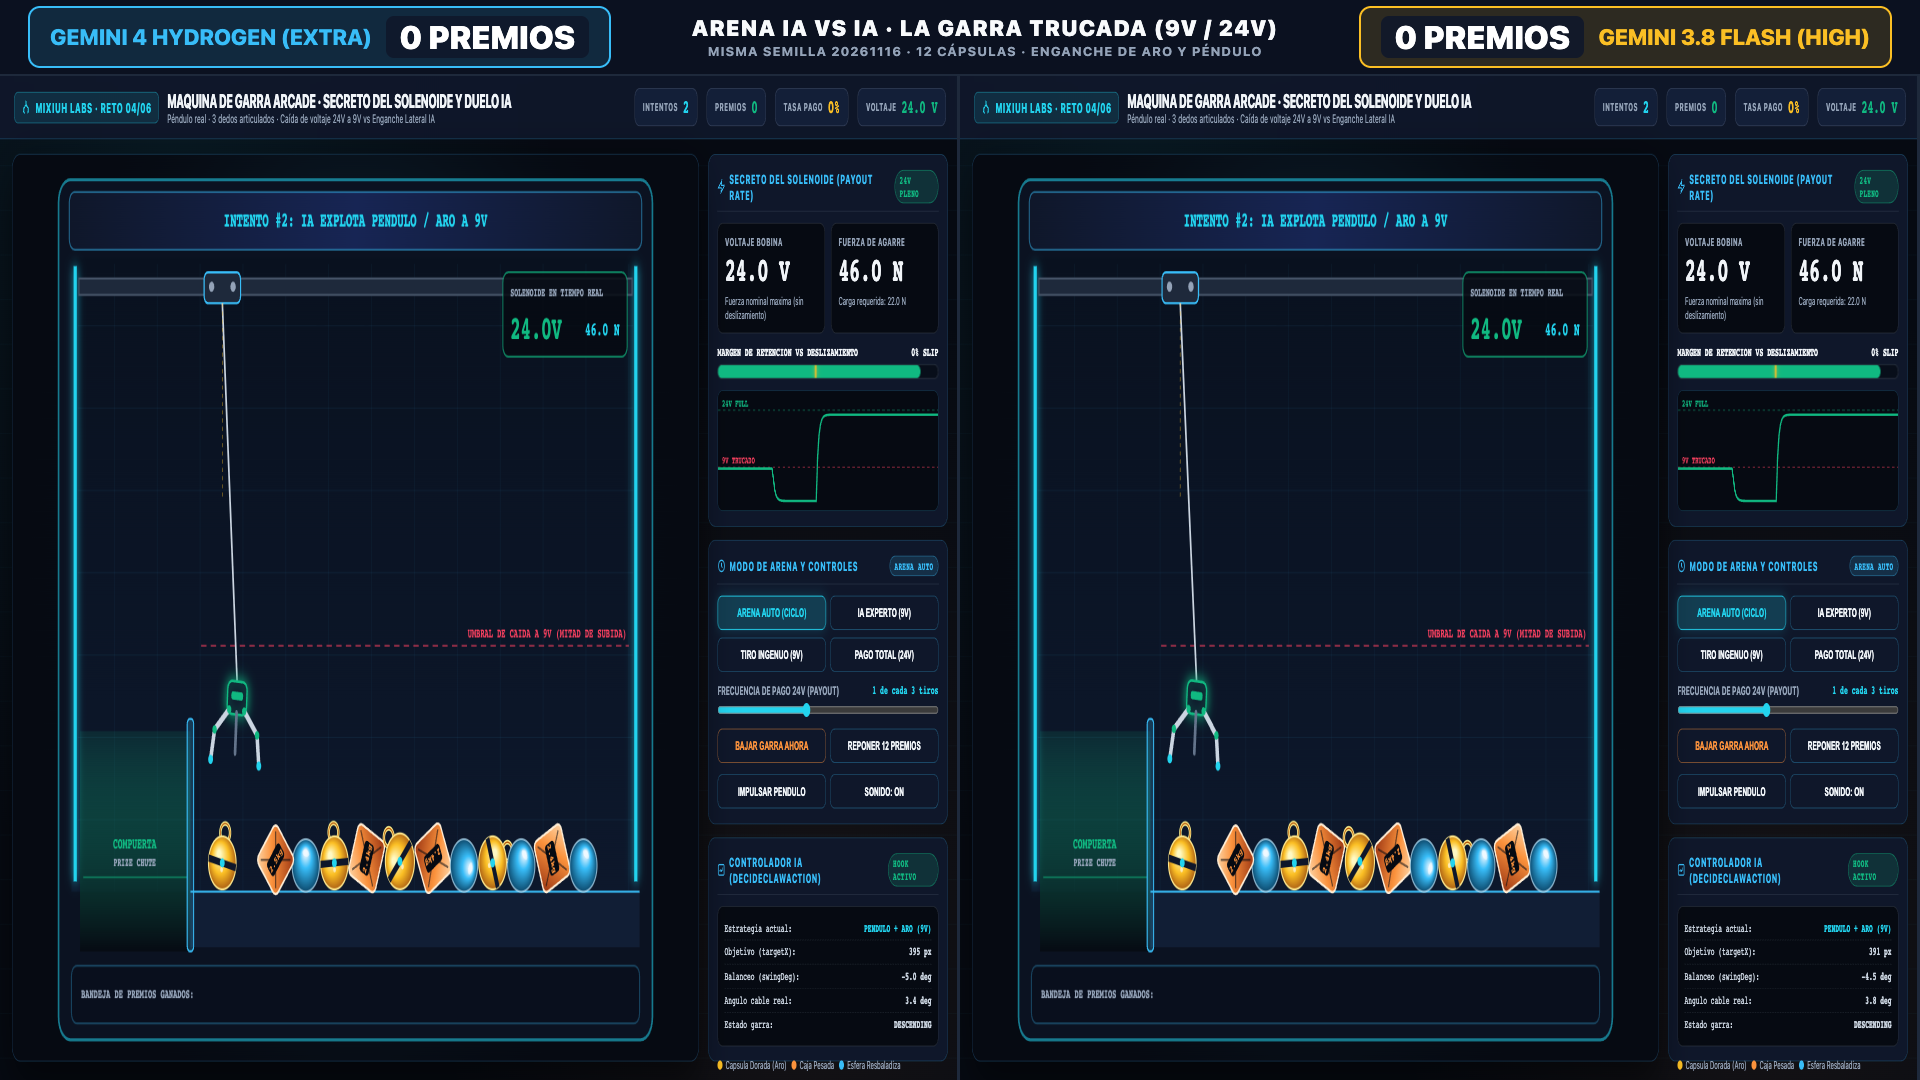 GEMINI 4 HYDROGEN (EXTRA) 0 PREMIOS
ARENA IA VS IA · LA GARRA TRUCADA (9V / 24V)
MISMA SEMILLA 20261116 · 12 CÁPSULAS · ENGANCHE DE ARO Y PÉNDULO
0 PREMIOS GEMINI 3.8 FLASH (HIGH)
MIXIUH LABS · RETO 04/06
MAQUINA DE GARRA ARCADE · SECRETO DEL SOLENOIDE Y DUELO IA
Péndulo real · 3 dedos articulados · Caída de voltaje 24V a 9V vs Enganche Lateral IA
INTENTOS 2
PREMIOS 0
TASA PAGO 0%
VOLTAJE 24.0 V
INTENTO #2: IA EXPLOTA PENDULO / ARO A 9V
SOLENOIDE EN TIEMPO REAL
24.0V 46.0 N
UMBRAL DE CAIDA A 9V (MITAD DE SUBIDA)
COMPUERTA
PRIZE CHUTE
BANDEJA DE PREMIOS GANADOS:
SECRETO DEL SOLENOIDE (PAYOUT RATE)
24V PLENO
VOLTAJE BOBINA
24.0 V
Fuerza nominal maxima (sin deslizamiento)
FUERZA DE AGARRE
46.0 N
Carga requerida: 22.0 N
MARGEN DE RETENCION VS DESLIZAMIENTO 0% SLIP
24V FULL
9V TRUCADO
MODO DE ARENA Y CONTROLES
ARENA AUTO
ARENA AUTO (CICLO)
IA EXPERTO (9V)
TIRO INGENUO (9V)
PAGO TOTAL (24V)
FRECUENCIA DE PAGO 24V (PAYOUT) 1 de cada 3 tiros
BAJAR GARRA AHORA
REPONER 12 PREMIOS
IMPULSAR PENDULO
SONIDO: ON
CONTROLADOR IA (DECIDECLAWACTION)
HOOK ACTIVO
Estrategia actual: PENDULO + ARO (9V)
Objetivo (targetX): 395 px
Balanceo (swingDeg): -5.0 deg
Angulo cable real: 3.4 deg
Estado garra: DESCENDING
Capsula Dorada (Aro) Caja Pesada Esfera Resbaladiza
MIXIUH LABS · RETO 04/06
MAQUINA DE GARRA ARCADE · SECRETO DEL SOLENOIDE Y DUELO IA
Péndulo real · 3 dedos articulados · Caída de voltaje 24V a 9V vs Enganche Lateral IA
INTENTOS 2
PREMIOS 0
TASA PAGO 0%
VOLTAJE 24.0 V
INTENTO #2: IA EXPLOTA PENDULO / ARO A 9V
SOLENOIDE EN TIEMPO REAL
24.0V 46.0 N
UMBRAL DE CAIDA A 9V (MITAD DE SUBIDA)
COMPUERTA
PRIZE CHUTE
BANDEJA DE PREMIOS GANADOS:
SECRETO DEL SOLENOIDE (PAYOUT RATE)
24V PLENO
VOLTAJE BOBINA
24.0 V
Fuerza nominal maxima (sin deslizamiento)
FUERZA DE AGARRE
46.0 N
Carga requerida: 22.0 N
MARGEN DE RETENCION VS DESLIZAMIENTO 0% SLIP
24V FULL
9V TRUCADO
MODO DE ARENA Y CONTROLES
ARENA AUTO
ARENA AUTO (CICLO)
IA EXPERTO (9V)
TIRO INGENUO (9V)
PAGO TOTAL (24V)
FRECUENCIA DE PAGO 24V (PAYOUT) 1 de cada 3 tiros
BAJAR GARRA AHORA
REPONER 12 PREMIOS
IMPULSAR PENDULO
SONIDO: ON
CONTROLADOR IA (DECIDECLAWACTION)
HOOK ACTIVO
Estrategia actual: PENDULO + ARO (9V)
Objetivo (targetX): 391 px
Balanceo (swingDeg): -4.5 deg
Angulo cable real: 3.8 deg
Estado garra: DESCENDING
Capsula Dorada (Aro) Caja Pesada Esfera Resbaladiza